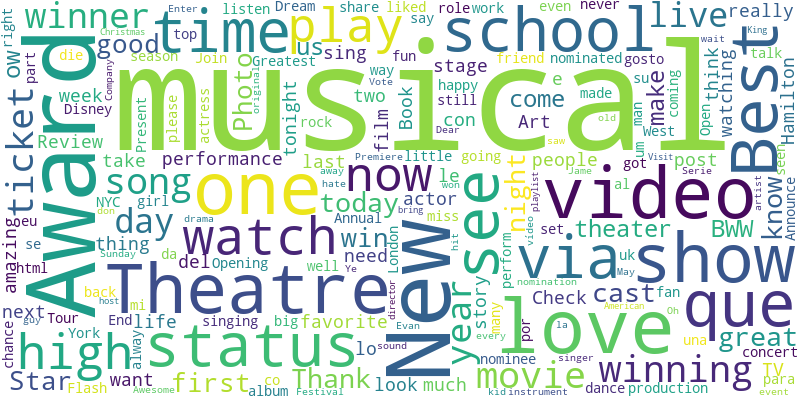 musical
Award
Theatre
New
Best
video
show
love
que
see
one
time
school
play
watch
status
high
via
now
song
day
winner
live
ticket
movie
winning
year
cast
night
Star
first
Thank
great
win
today
come
good
us
know
theater
BWW
Photo
make
Art
stage
sing
tonight
film
Book
con
le
performance
take
Review
week
ow
Disney
right
part
season
Enter
Christmas
die
top
Dream
Join
listen
share
liked
say
role
work
even
never
really
Greatest
way
fun
friend
nominated
gosto
King
wait
talk
Vote
happy
two
rock
original
actress
please
Present
Company
still
Dear
Premiere
little
going
e
made
su
um
man
West
old
saw
think
Open
coming
watching
Hamilton
Announce
seen
people
got
post
Visit
Jame
Serie
al
set
uk
May
last
away
hate
won
actor
miss
Annual
need
London
Evan
bring
hit
story
perform
playlist
video
nomination
artist
NYC
girl
don
Sunday
drama
del
Opening
well
Ye
director
amazing
eu
se
html
thing
da
mi
back
host
next
Tour
York
always
life
End
singing
big
favorite
lo
sound
chance
guy
want
Flash
Awesome
co
album
Festival
look
much
nominee
many
every
por
la
singer
kid
instrument
dance
production
Check
fan
American
Oh
una
concert
TV
para
event